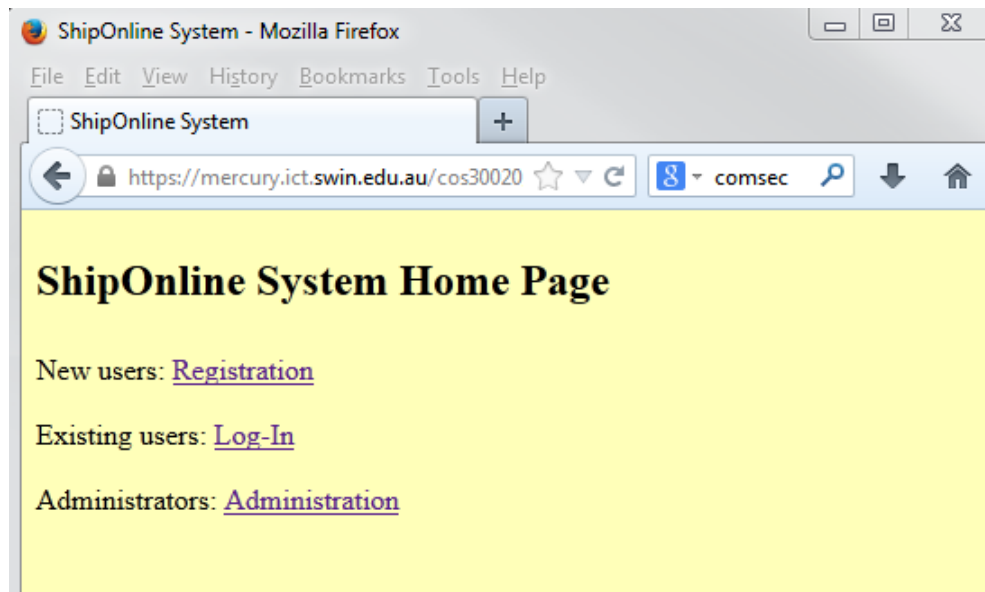 ShipOnline System - Mozilla Firefox
File Edit View History Bookmarks Tools Help
ShipOnline System +
https://mercury.ict.swin.edu.au/cos30020 8 comsec
ShipOnline System Home Page
New users: Registration
Existing users: Log-In
Administrators: Administration